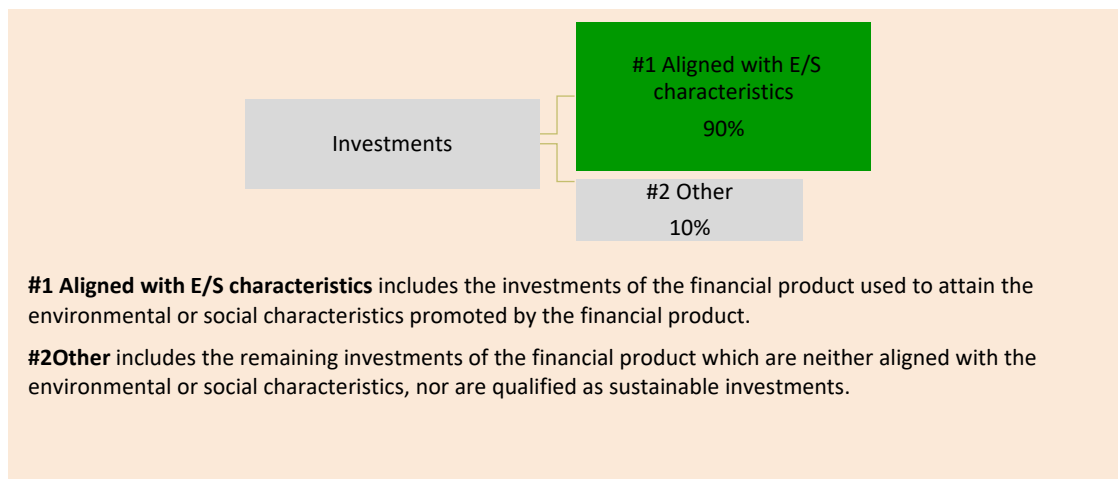 #1 Aligned with E/S
characteristics
90%
Investments
#2 Other
10%
#1 Aligned with E/S characteristics includes the investments of the financial product used to attain the
environmental or social characteristics promoted by the financial product.
#2Other includes the remaining investments of the financial product which are neither aligned with the
environmental or social characteristics, nor are qualified as sustainable investments.